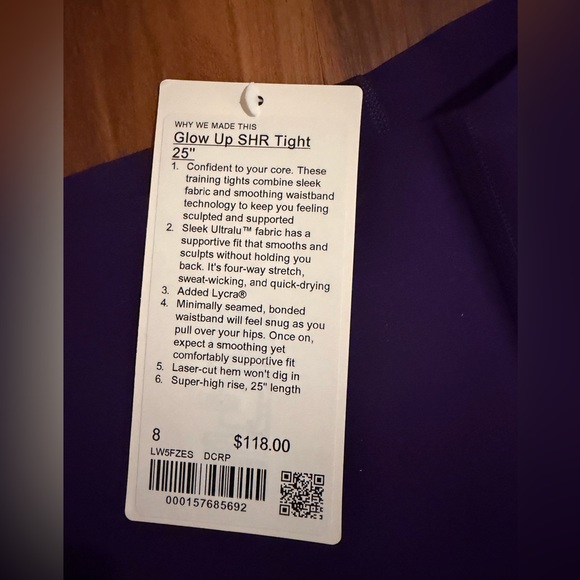 WHY WE MADE THIS
Glow Up SHR Tight
25"
1. Confident to your core. These
training tights combine sleek
fabric and smoothing waistband
technology to keep you feeling
sculpted and supported
2. Sleek Ultralu™ fabric has a
supportive fit that smooths and
sculpts without holding you
back. It's four-way stretch,
sweat-wicking, and quick-drying
3. Added Lycra®
4. Minimally seamed, bonded
waistband will feel snug as you
pull over your hips. Once on,
expect a smoothing yet
comfortably supportive fit
5. Laser-cut hem won't dig in
6. Super-high rise, 25" length
8 $118.00
LW5FZES DCRP
000157685692